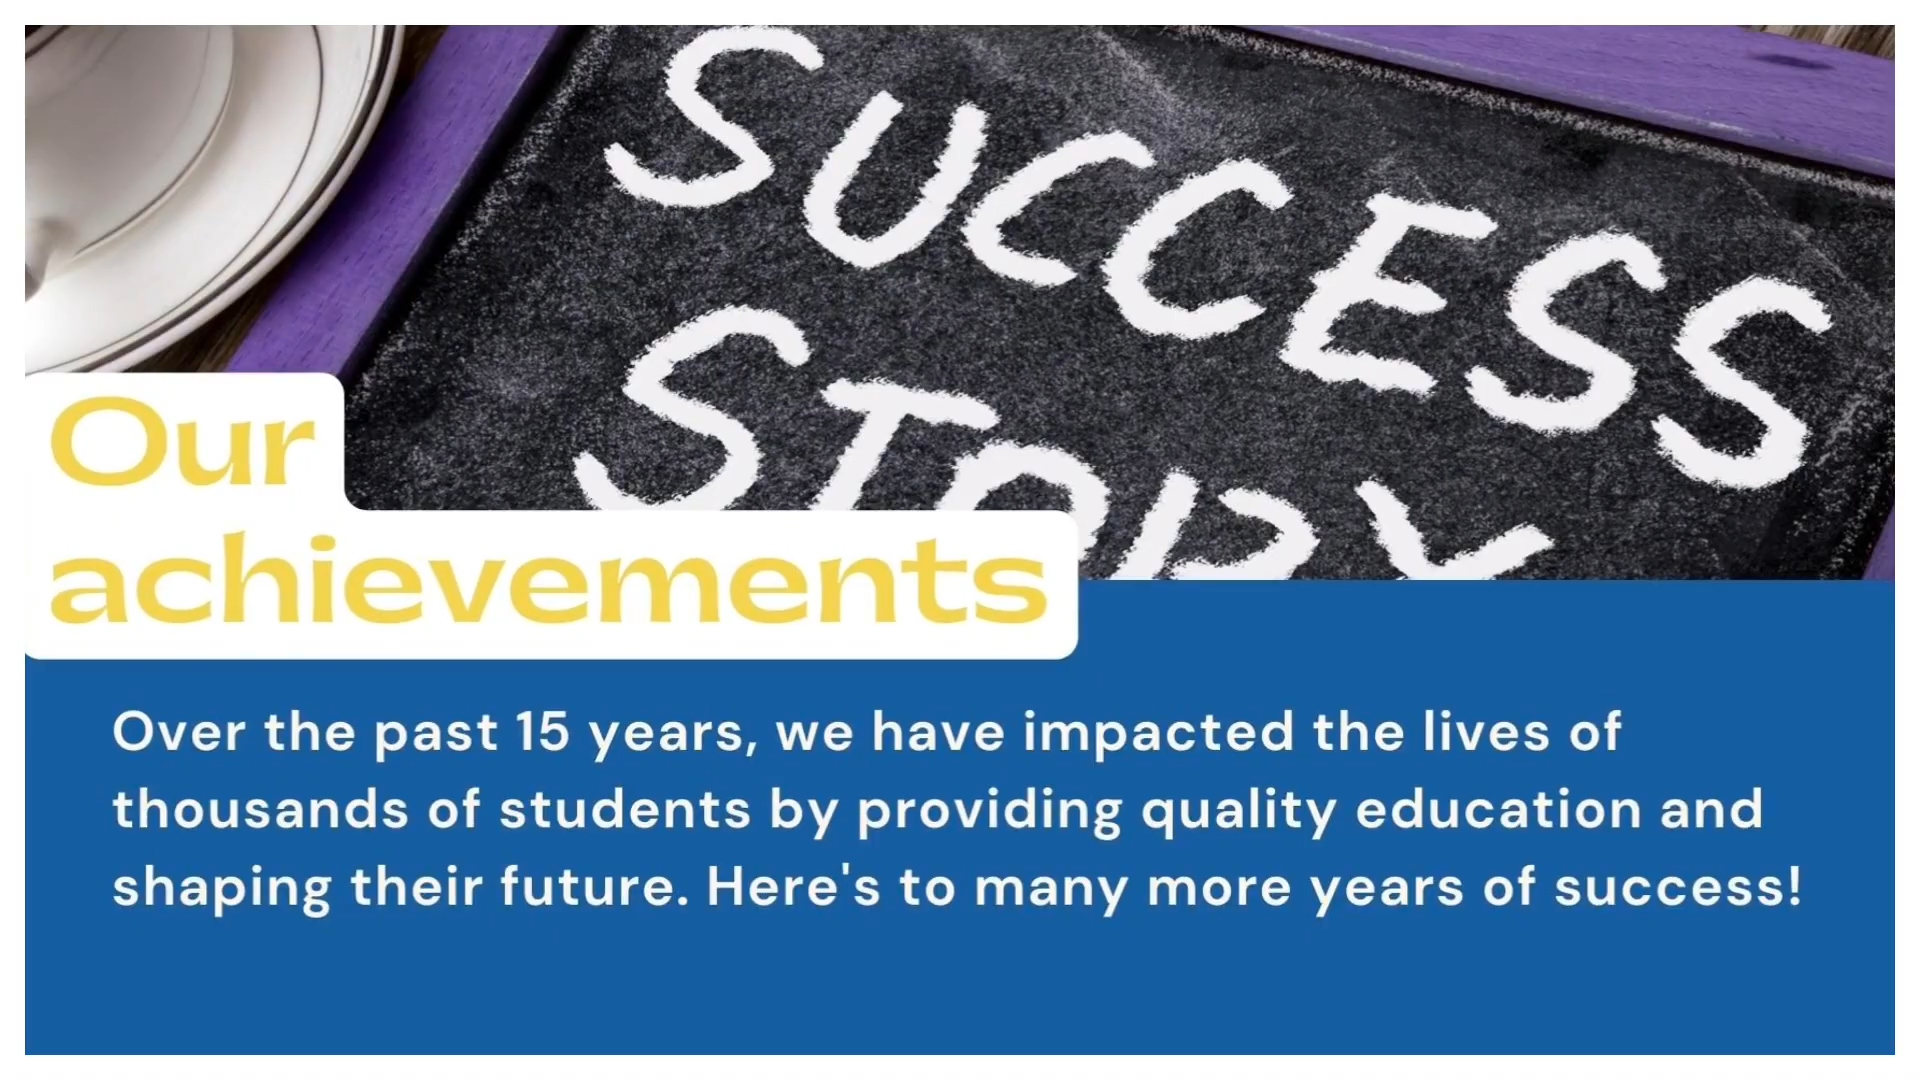 SUCCESS
STORY
Our
achievements
Over the past 15 years, we have impacted the lives of
thousands of students by providing quality education and
shaping their future. Here's to many more years of success!